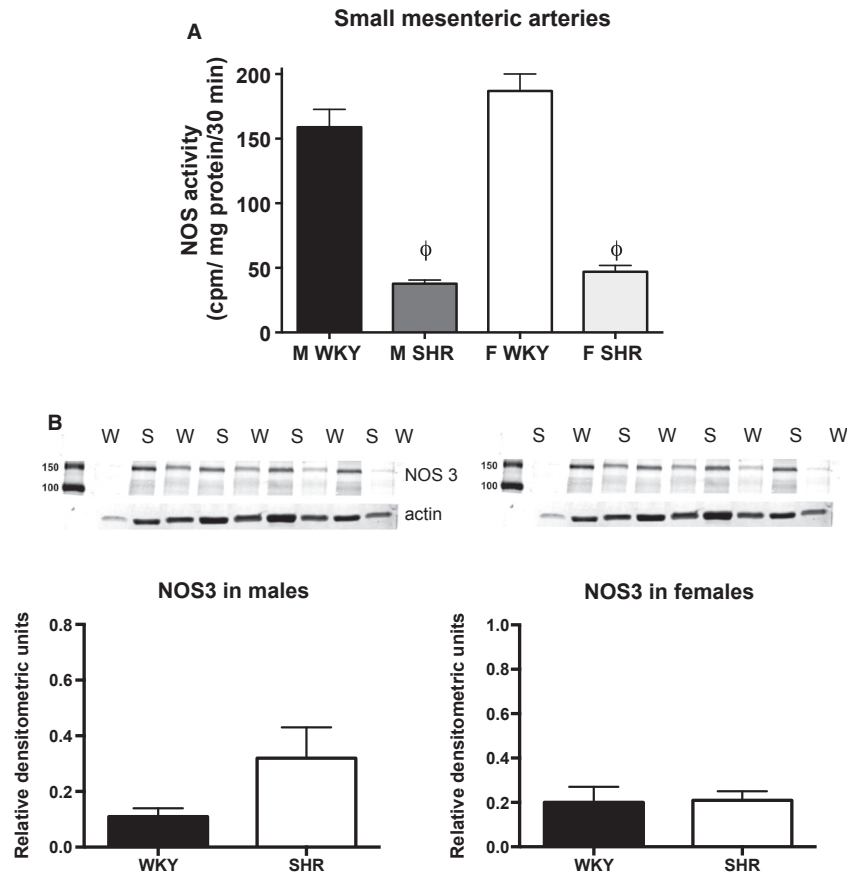 Small mesenteric arteries
A
NOS activity
(cpm/ mg protein/30 min)
200
150
100
50
0
ϕ
ϕ
M WKY M SHR F WKY F SHR
B
W S W S W S W S W
150
100
NOS 3
actin
S W S W S W S W
150
100
NOS3 in males
Relative densitometric units
0.8
0.6
0.4
0.2
0.0
WKY SHR
NOS3 in females
Relative densitometric units
1.0
0.8
0.6
0.4
0.2
0.0
WKY SHR